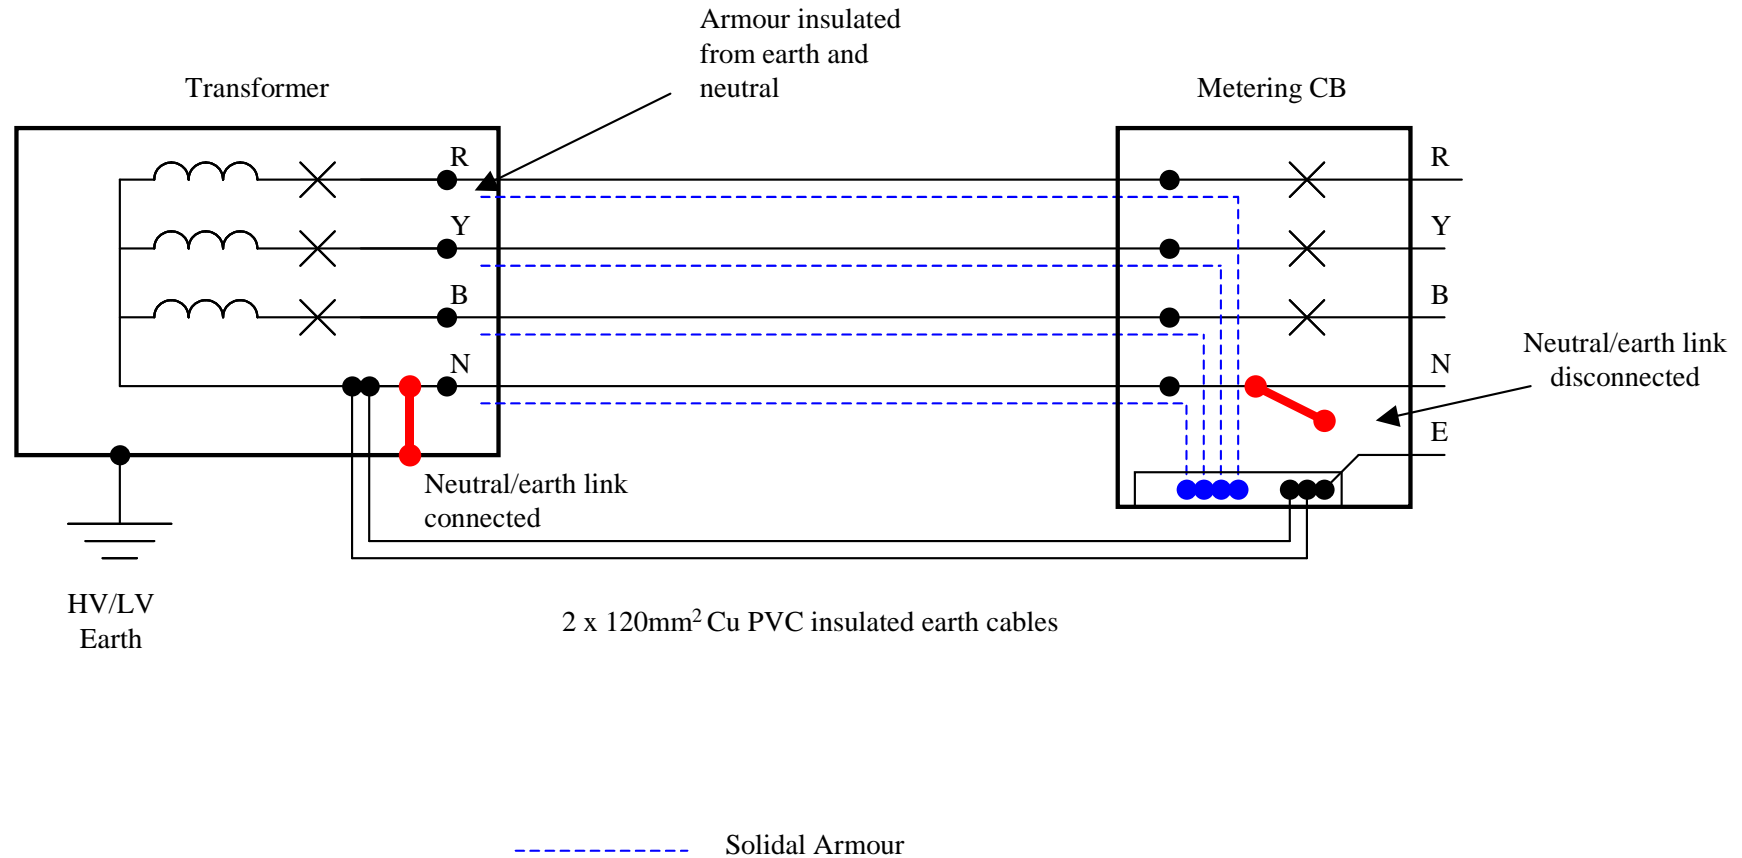 Armour insulated
from earth and
neutral
Transformer
Metering CB
R
R
Y
Y
B
B
Neutral/earth link
disconnected
N
N
E
Neutral/earth link
connected
HV/LV
Earth
2 x 120mm² Cu PVC insulated earth cables
Solidal Armour